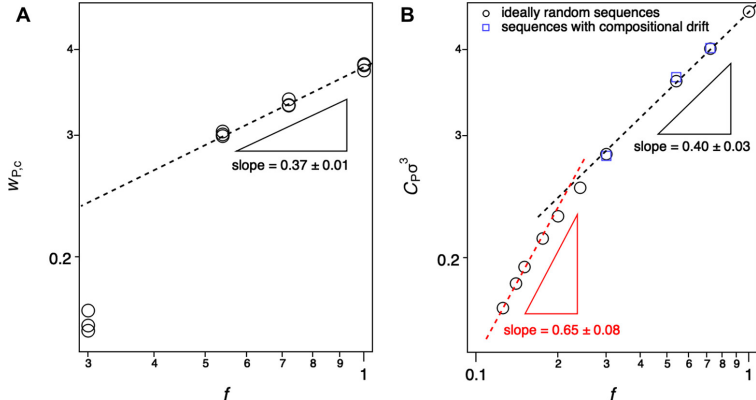 A
4
3
0.2
w_P,c
slope = 0.37 ± 0.01
3 4 5 6 7 8 9 1
f
B
○ ideally random sequences
□ sequences with compositional drift
4
3
0.2
C_Pσ³
slope = 0.40 ± 0.03
slope = 0.65 ± 0.08
0.1 2 3 4 5 6 7 8 9 1
f